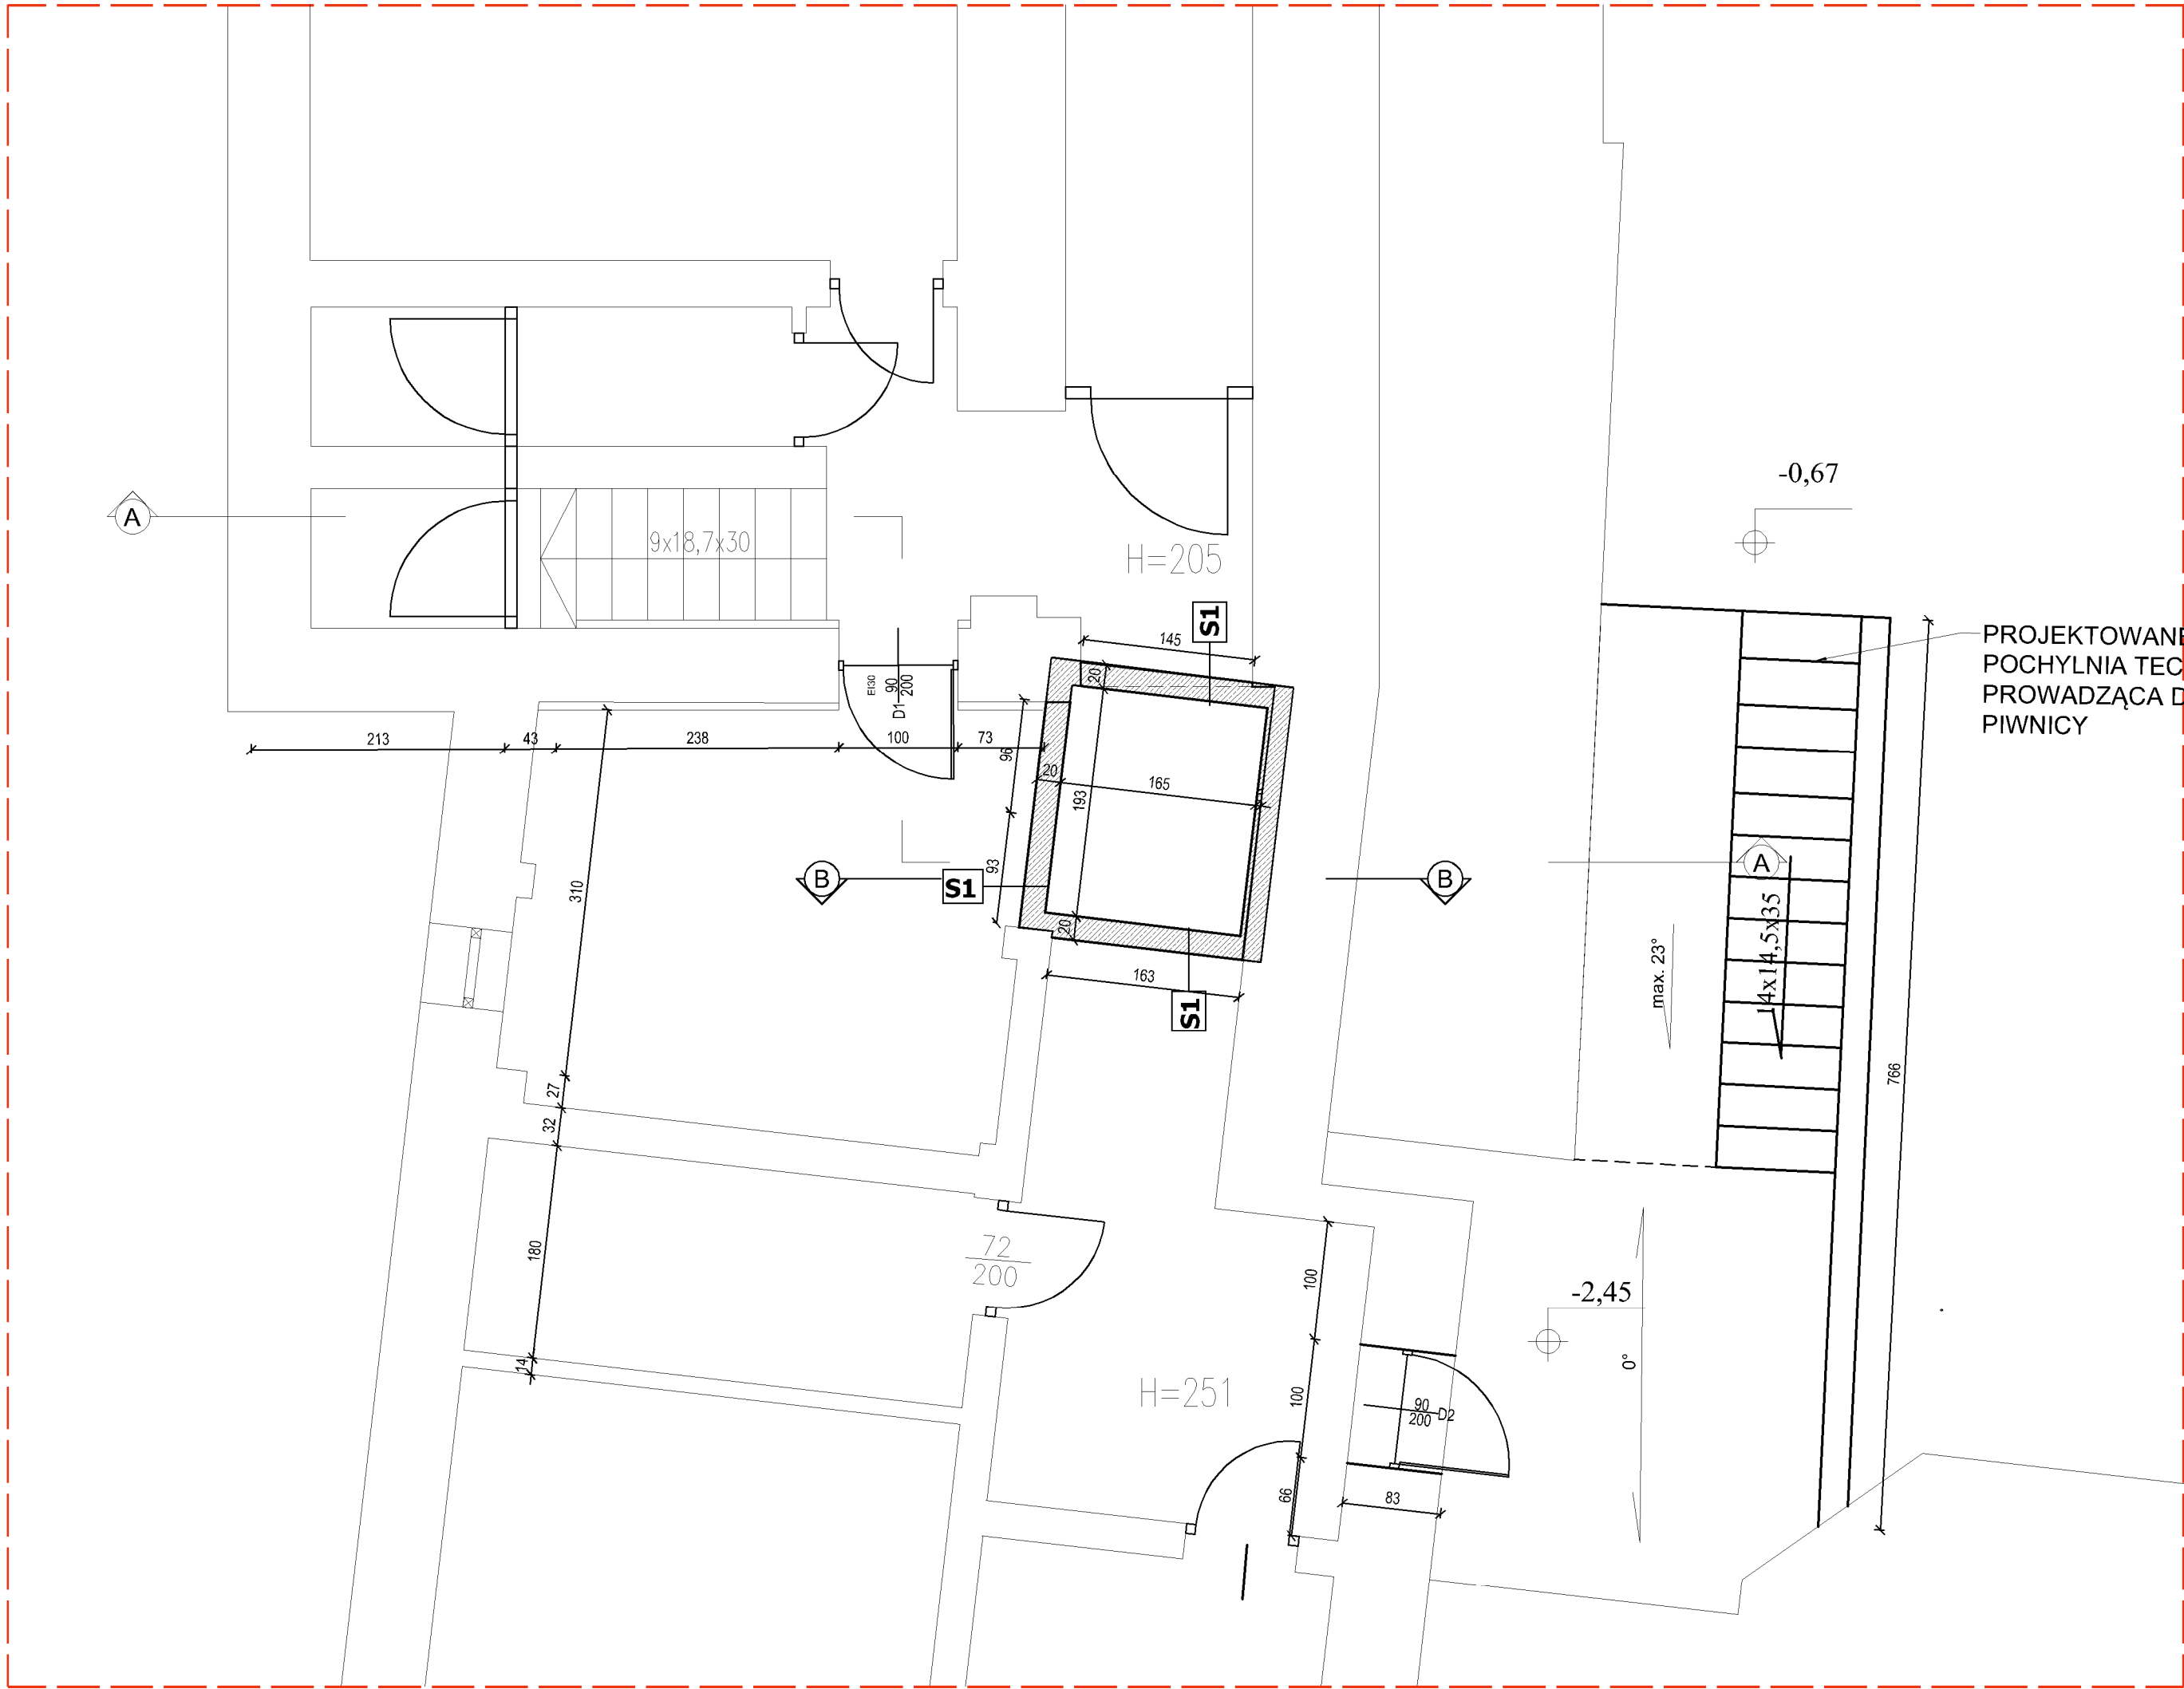 -0,67
A
9x18,7x30
H=205
S1
145
PROJEKTOWANE
POCHYLNIA TEC
PROWADZĄCA D
PIWNICY
EI30
90
200
D1
20
213
43
238
100
73
96
20
165
193
310
93
B
S1
B
A
20
14x14,5x35
max. 23°
163
S1
766
27
32
180
72
200
100
-2,45
14
0°
H=251
100
90
200
D2
66
83